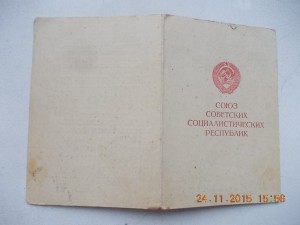 СОЮЗ
СОВЕТСКИХ
СОЦИАЛИСТИЧЕСКИХ
РЕСПУБЛИК
24.11.2015 15:58